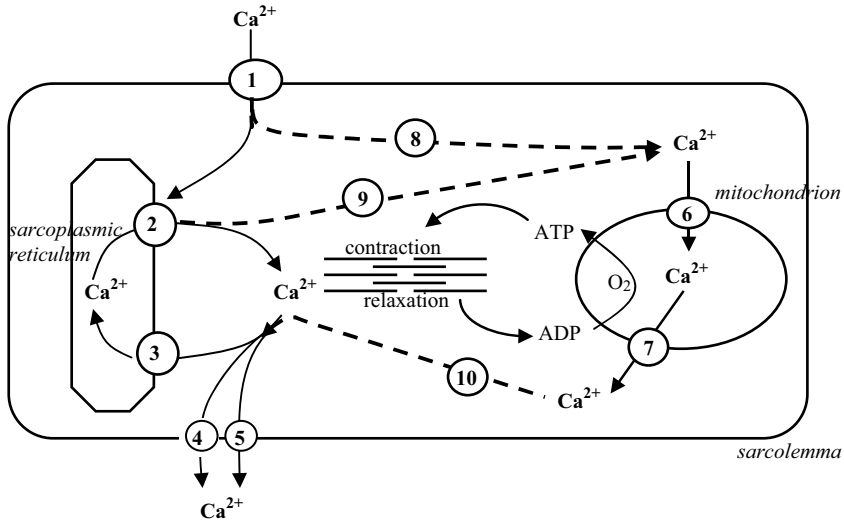 Ca2+
1
8
Ca2+
9
mitochondrion
2
6
sarcoplasmic
reticulum
ATP
contraction
Ca2+
Ca2+
Ca2+
O2
relaxation
ADP
3
7
10
Ca2+
4
5
sarcolemma
Ca2+